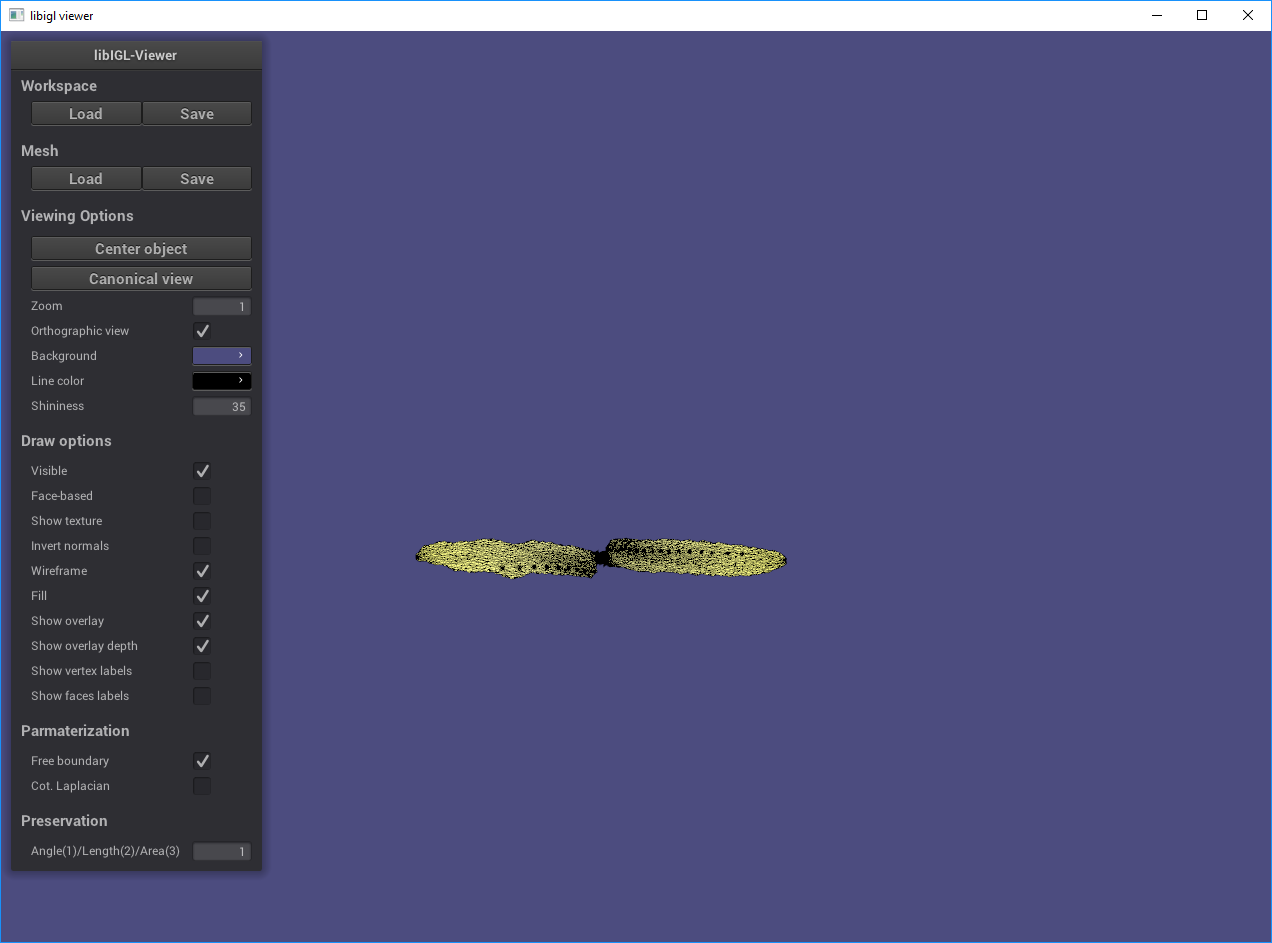 libigl viewer
libIGL-Viewer
Workspace
Load Save
Mesh
Load Save
Viewing Options
Center object
Canonical view
Zoom 1
Orthographic view
Background
Line color
Shininess 35
Draw options
Visible
Face-based
Show texture
Invert normals
Wireframe
Fill
Show overlay
Show overlay depth
Show vertex labels
Show faces labels
Parmaterization
Free boundary
Cot. Laplacian
Preservation
Angle(1)/Length(2)/Area(3) 1